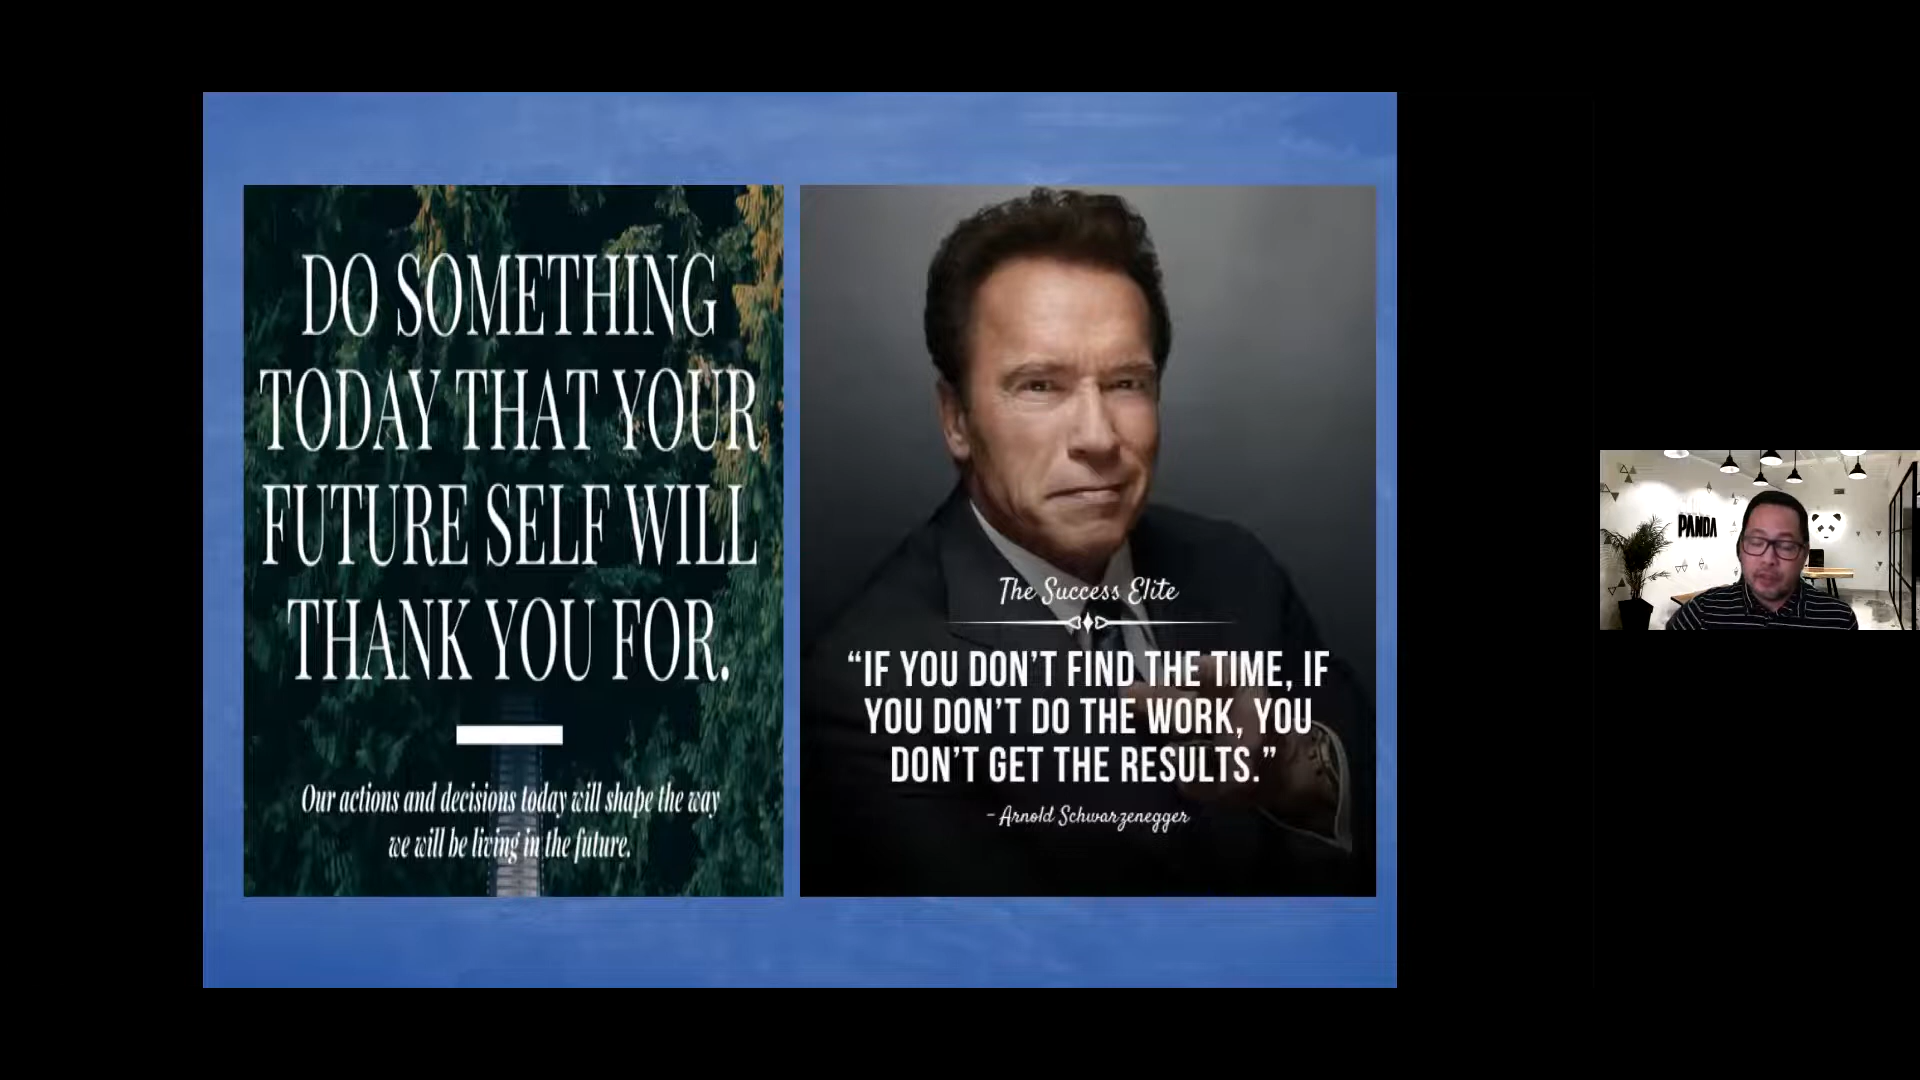 DO SOMETHING
TODAY THAT YOUR
FUTURE SELF WILL
THANK YOU FOR.
Our actions and decisions today will shape the way
we will be living in the future.
The Success Elite
“IF YOU DON’T FIND THE TIME, IF
YOU DON’T DO THE WORK, YOU
DON’T GET THE RESULTS.”
- Arnold Schwarzenegger
PANDA